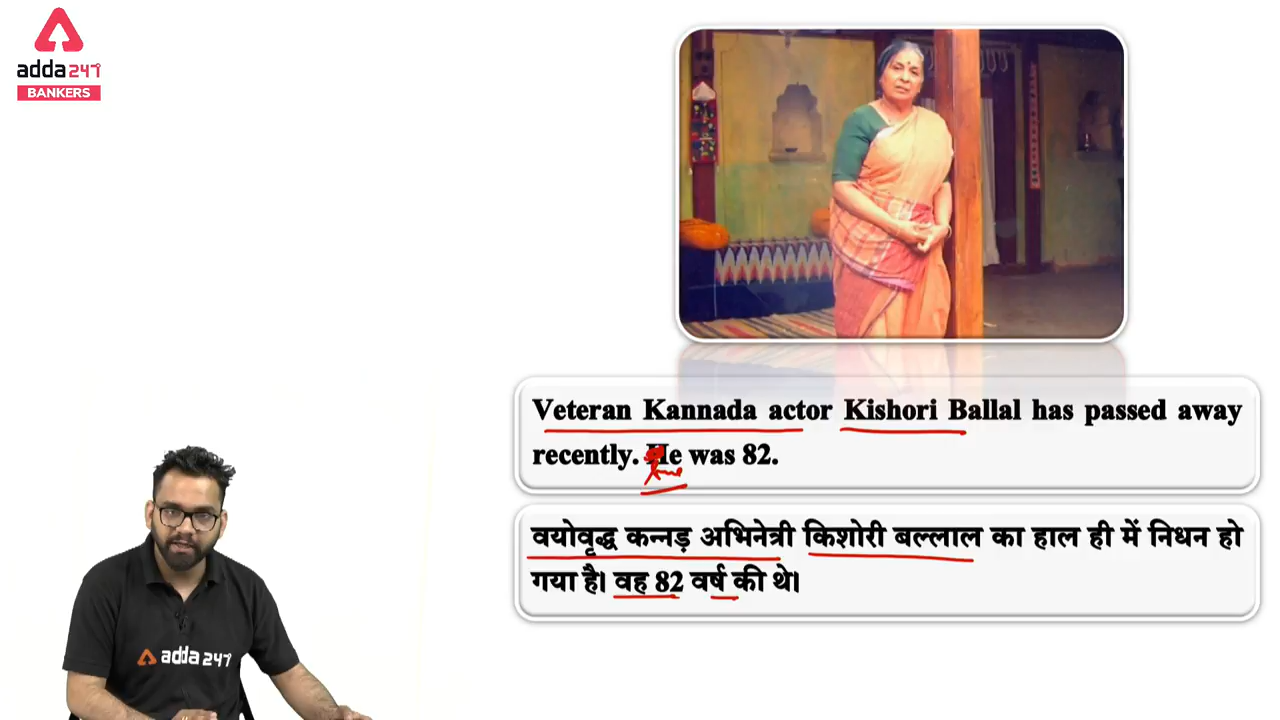 adda247
BANKERS
Veteran Kannada actor Kishori Ballal has passed away
recently. He was 82.
वयोवृद्ध कन्नड़ अभिनेत्री किशोरी बल्लाल का हाल ही में निधन हो
गया है। वह 82 वर्ष की थे।
adda247